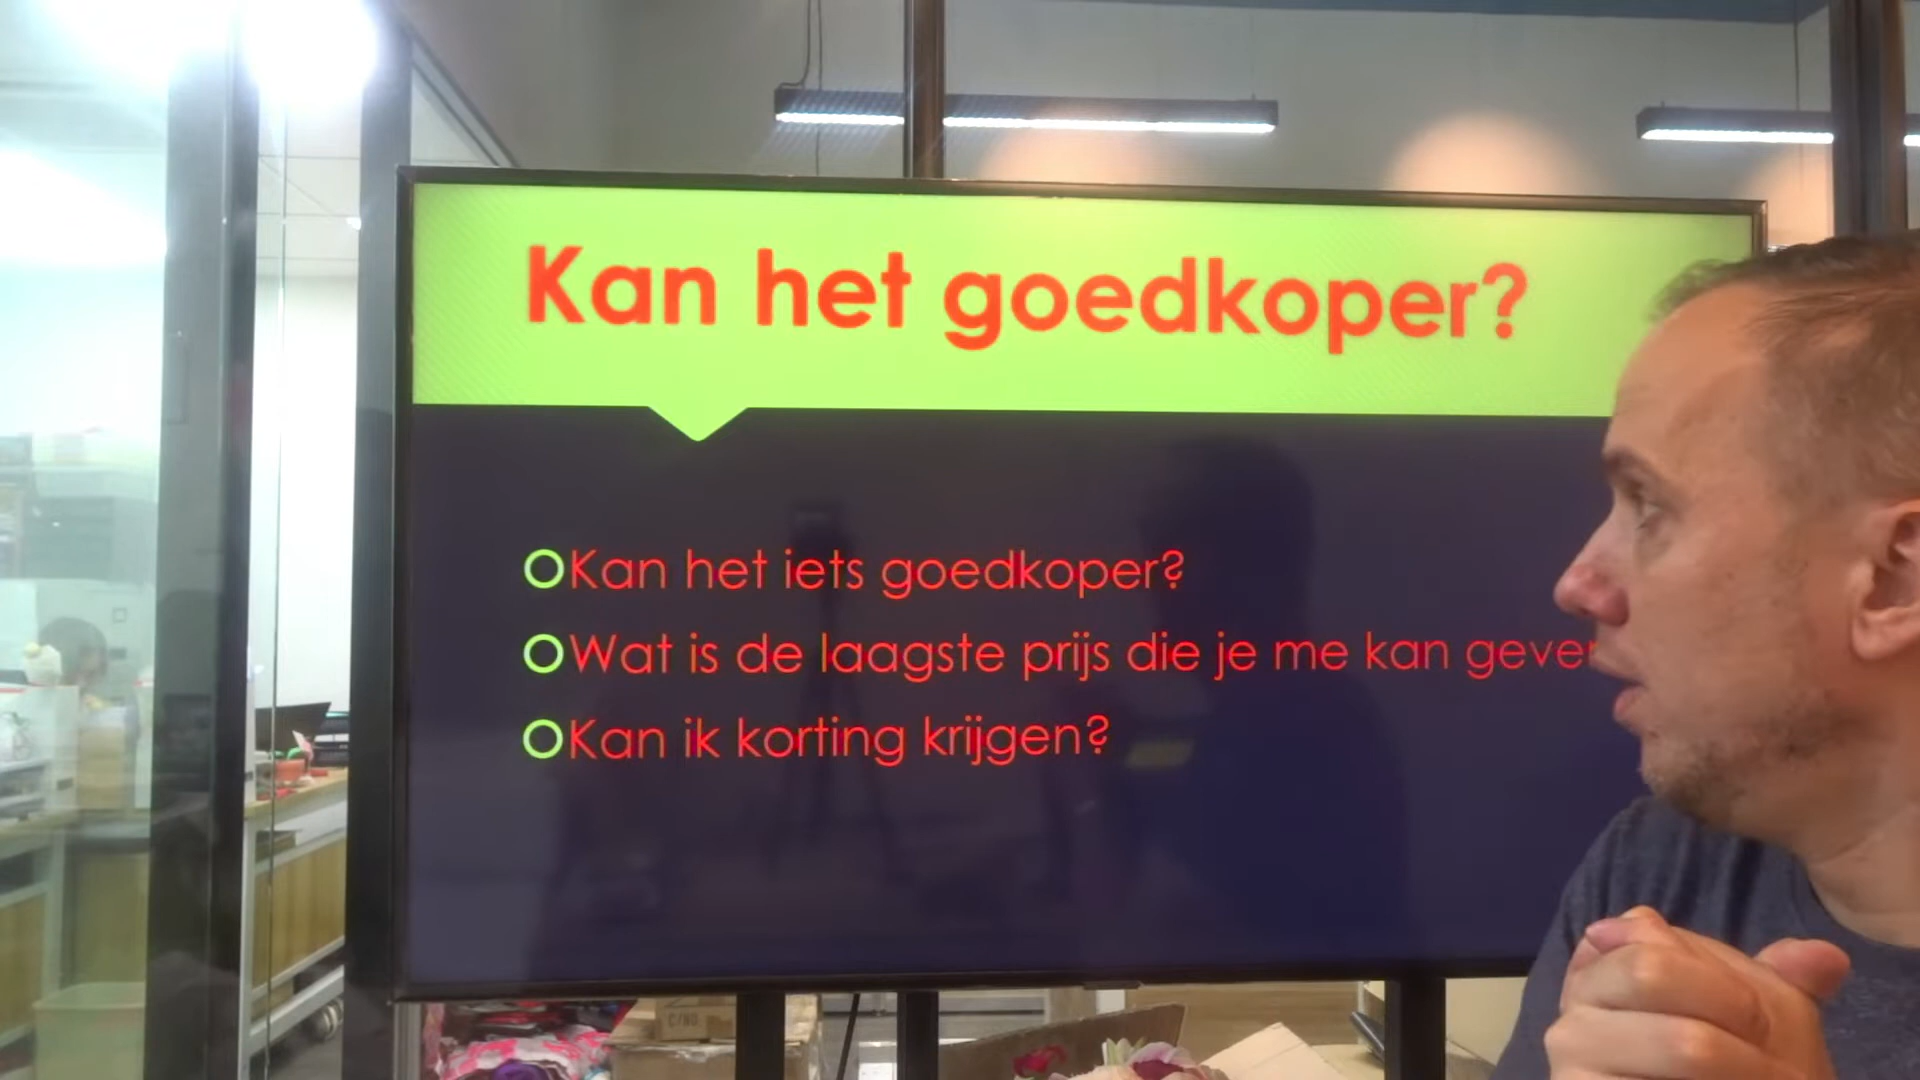 Kan het goedkoper?
Kan het iets goedkoper?
Wat is de laagste prijs die je me kan
Kan ik korting krijgen?